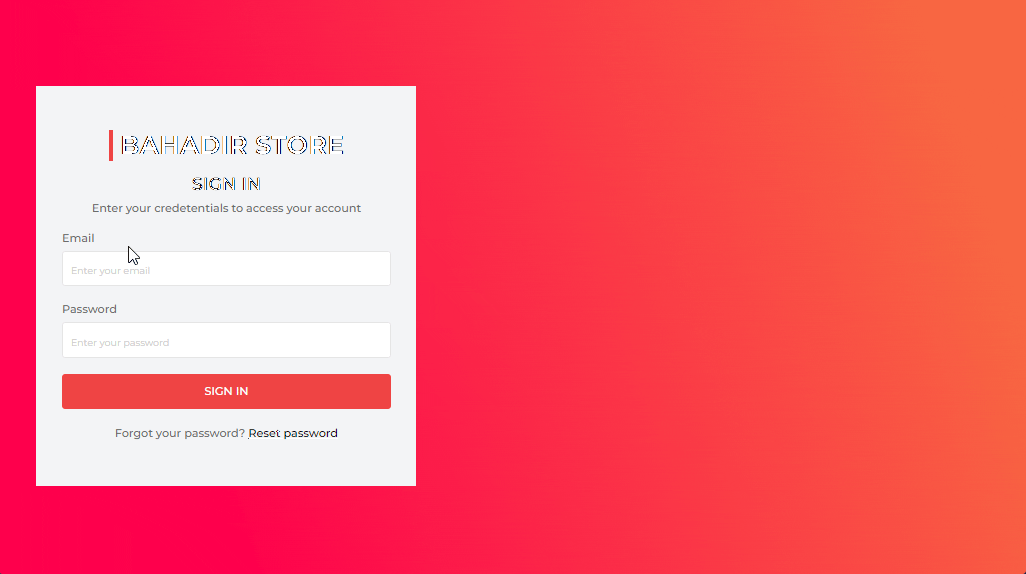 BAHADIR STORE
SIGN IN
Enter your credetentials to access your account
Email
Enter your email
Password
Enter your password
SIGN IN
Forgot your password? Reset password